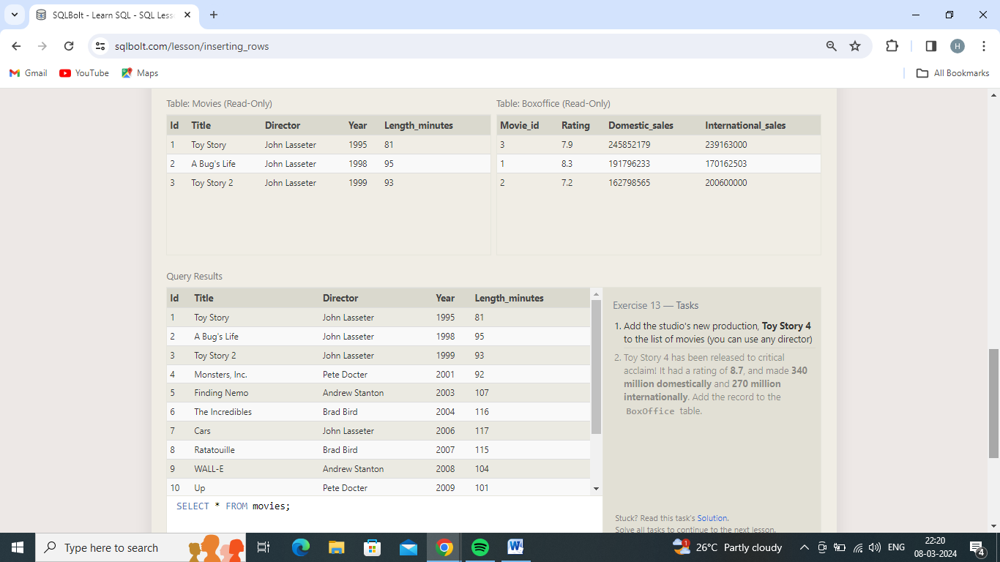 SQLBolt - Learn SQL - SQL Less
sqlbolt.com/lesson/inserting_rows
H
Gmail YouTube Maps All Bookmarks
Table: Movies (Read-Only)
Id Title Director Year Length_minutes
1 Toy Story John Lasseter 1995 81
2 A Bug's Life John Lasseter 1998 95
3 Toy Story 2 John Lasseter 1999 93
Table: Boxoffice (Read-Only)
Movie_id Rating Domestic_sales International_sales
3 7.9 245852179 239163000
1 8.3 191796233 170162503
2 7.2 162798565 200600000
Query Results
Id Title Director Year Length_minutes
1 Toy Story John Lasseter 1995 81
2 A Bug's Life John Lasseter 1998 95
3 Toy Story 2 John Lasseter 1999 93
4 Monsters, Inc. Pete Docter 2001 92
5 Finding Nemo Andrew Stanton 2003 107
6 The Incredibles Brad Bird 2004 116
7 Cars John Lasseter 2006 117
8 Ratatouille Brad Bird 2007 115
9 WALL-E Andrew Stanton 2008 104
10 Up Pete Docter 2009 101
SELECT * FROM movies;
Exercise 13 — Tasks
1. Add the studio's new production, Toy Story 4
to the list of movies (you can use any director)
2. Toy Story 4 has been released to critical
acclaim! It had a rating of 8.7, and made 340
million domestically and 270 million
internationally. Add the record to the
BoxOffice table.
Stuck? Read this task's Solution.
Solve all tasks to continue to the next lesson.
Type here to search
1
26°C Partly cloudy
ENG
22:20
08-03-2024
4